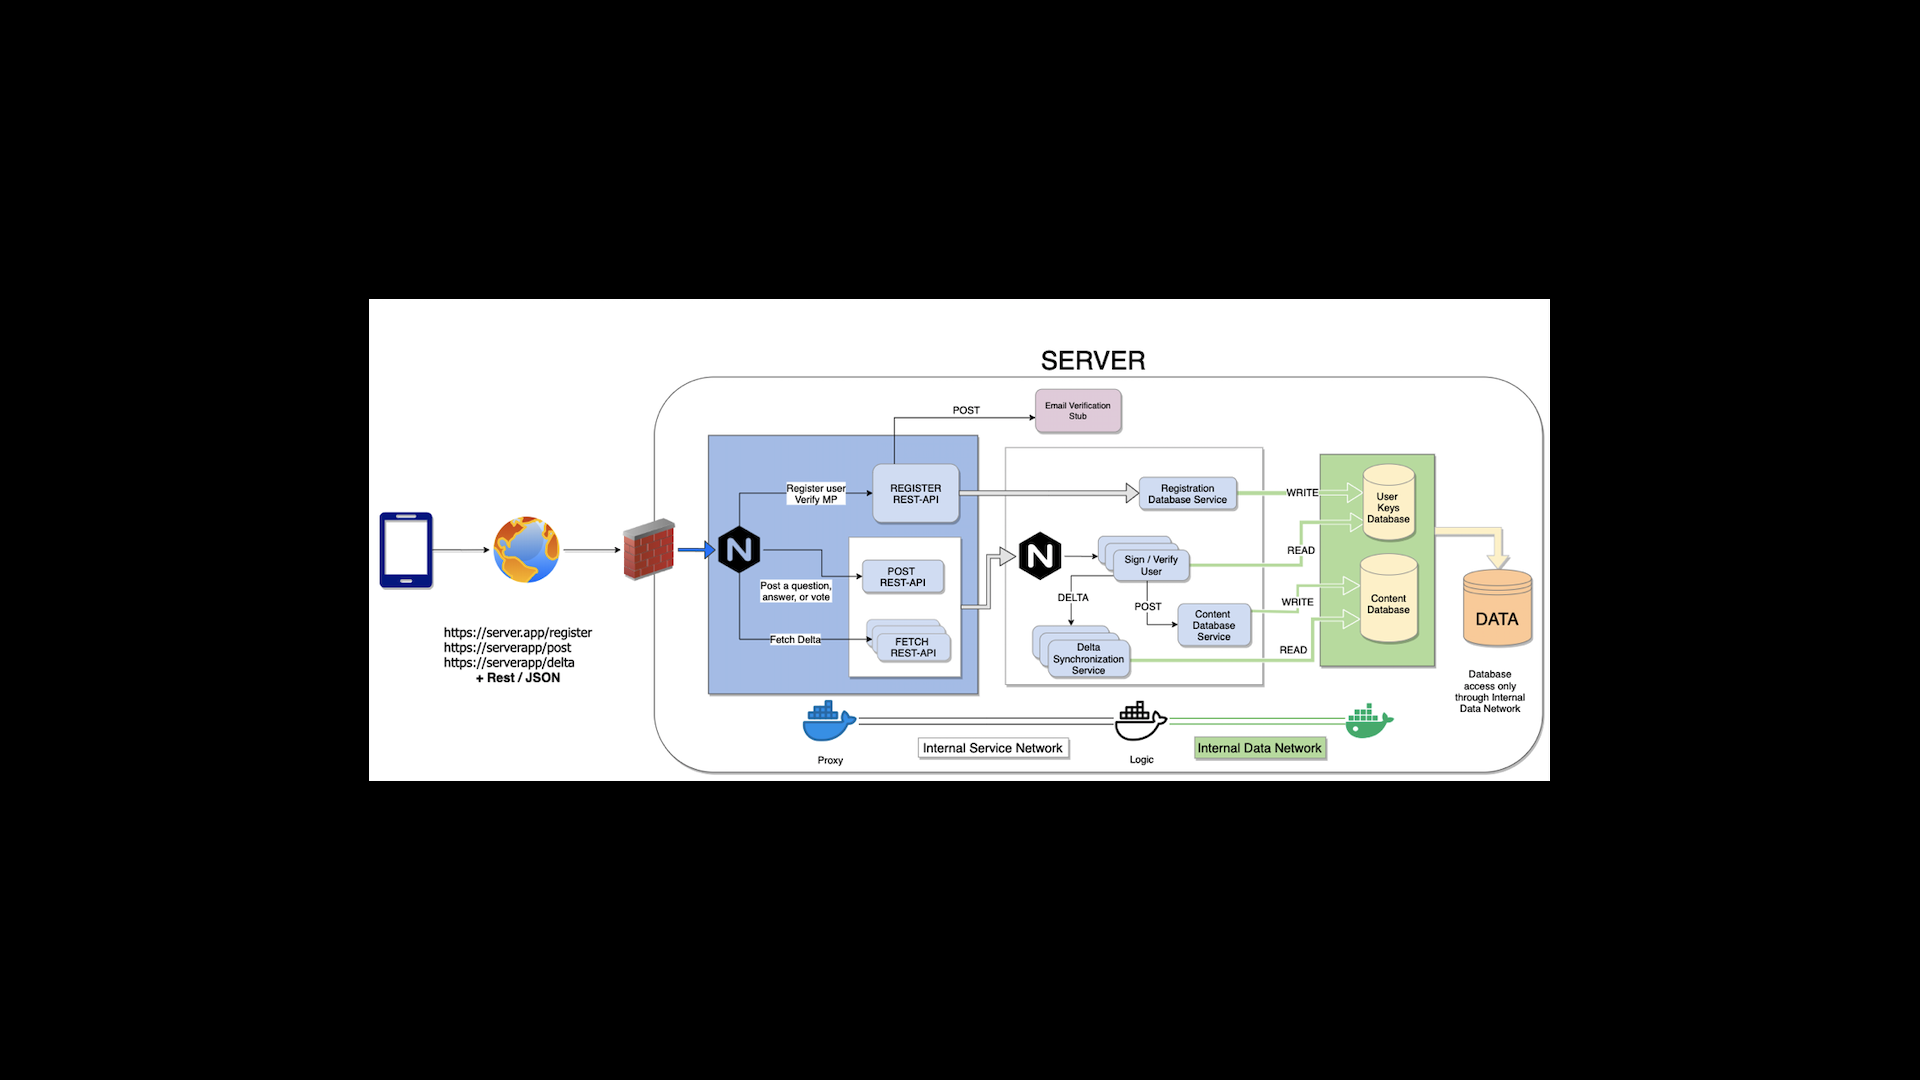 SERVER
POST
Email Verification
Stub
Register user
Verify MP
REGISTER
REST-API
Registration
Database Service
WRITE
User
Keys
Database
N
N
POST
REST-API
Post a question,
answer, or vote
Sign / Verify
User
READ
DELTA
POST
WRITE
Content
Database
Content
Database
Service
DATA
Fetch Delta
FETCH
REST-API
Delta
Synchronization
Service
READ
https://server.app/register
https://serverapp/post
https://serverapp/delta
+ Rest / JSON
Database
access only
through Internal
Data Network
Internal Service Network
Internal Data Network
Proxy
Logic